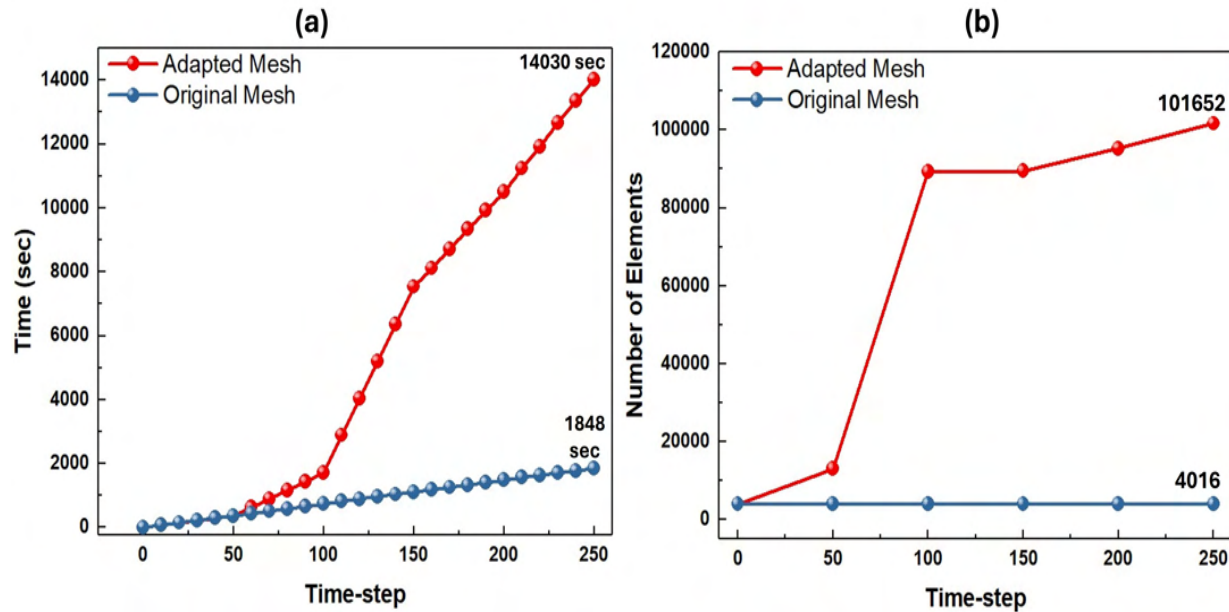 (a)
Adapted Mesh
Original Mesh
14030 sec
1848
sec
14000
12000
10000
8000
6000
4000
2000
0
Time (sec)
0 50 100 150 200 250
Time-step
(b)
Adapted Mesh
Original Mesh
101652
4016
120000
100000
80000
60000
40000
20000
0
Number of Elements
0 50 100 150 200 250
Time-step